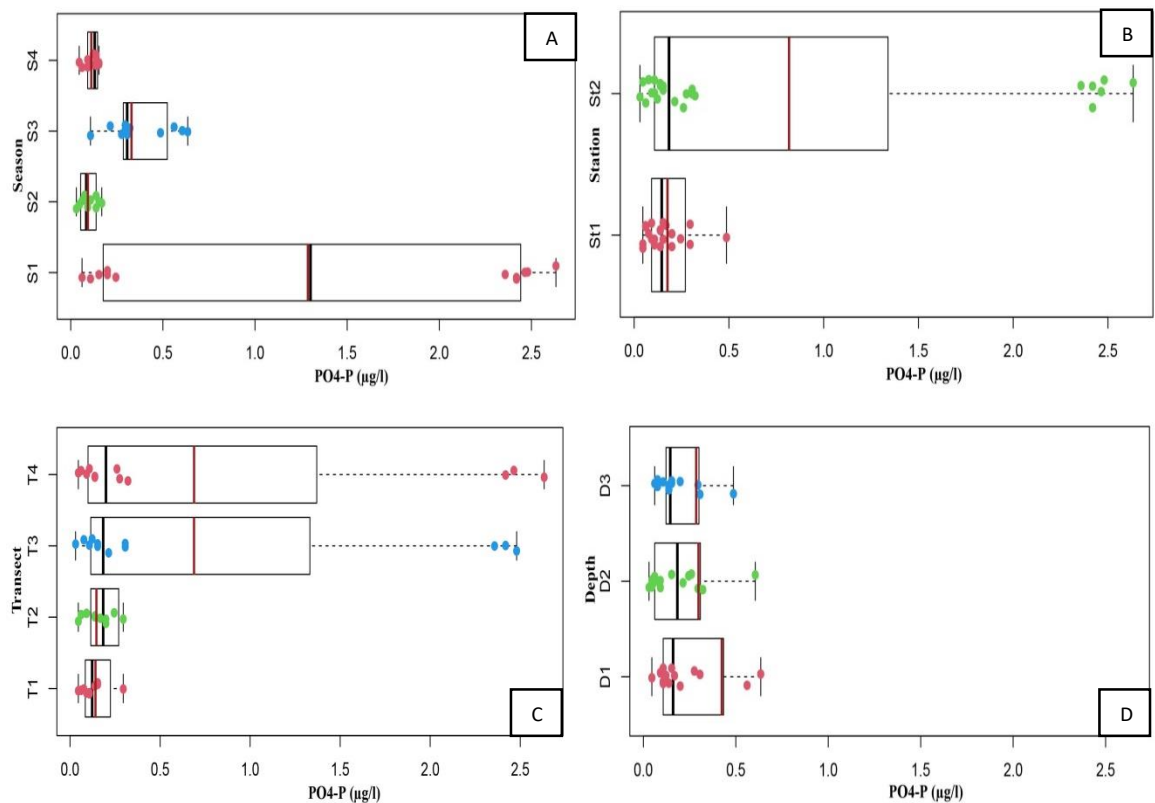 A
Season
S4
S3
S2
S1
0.0 0.5 1.0 1.5 2.0 2.5
PO4-P (µg/l)
B
Station
St2
St1
0.0 0.5 1.0 1.5 2.0 2.5
PO4-P (µg/l)
Transect
T4
T3
T2
T1
C
0.0 0.5 1.0 1.5 2.0 2.5
PO4-P (µg/l)
Depth
D3
D2
D1
D
0.0 0.5 1.0 1.5 2.0 2.5
PO4-P (µg/l)